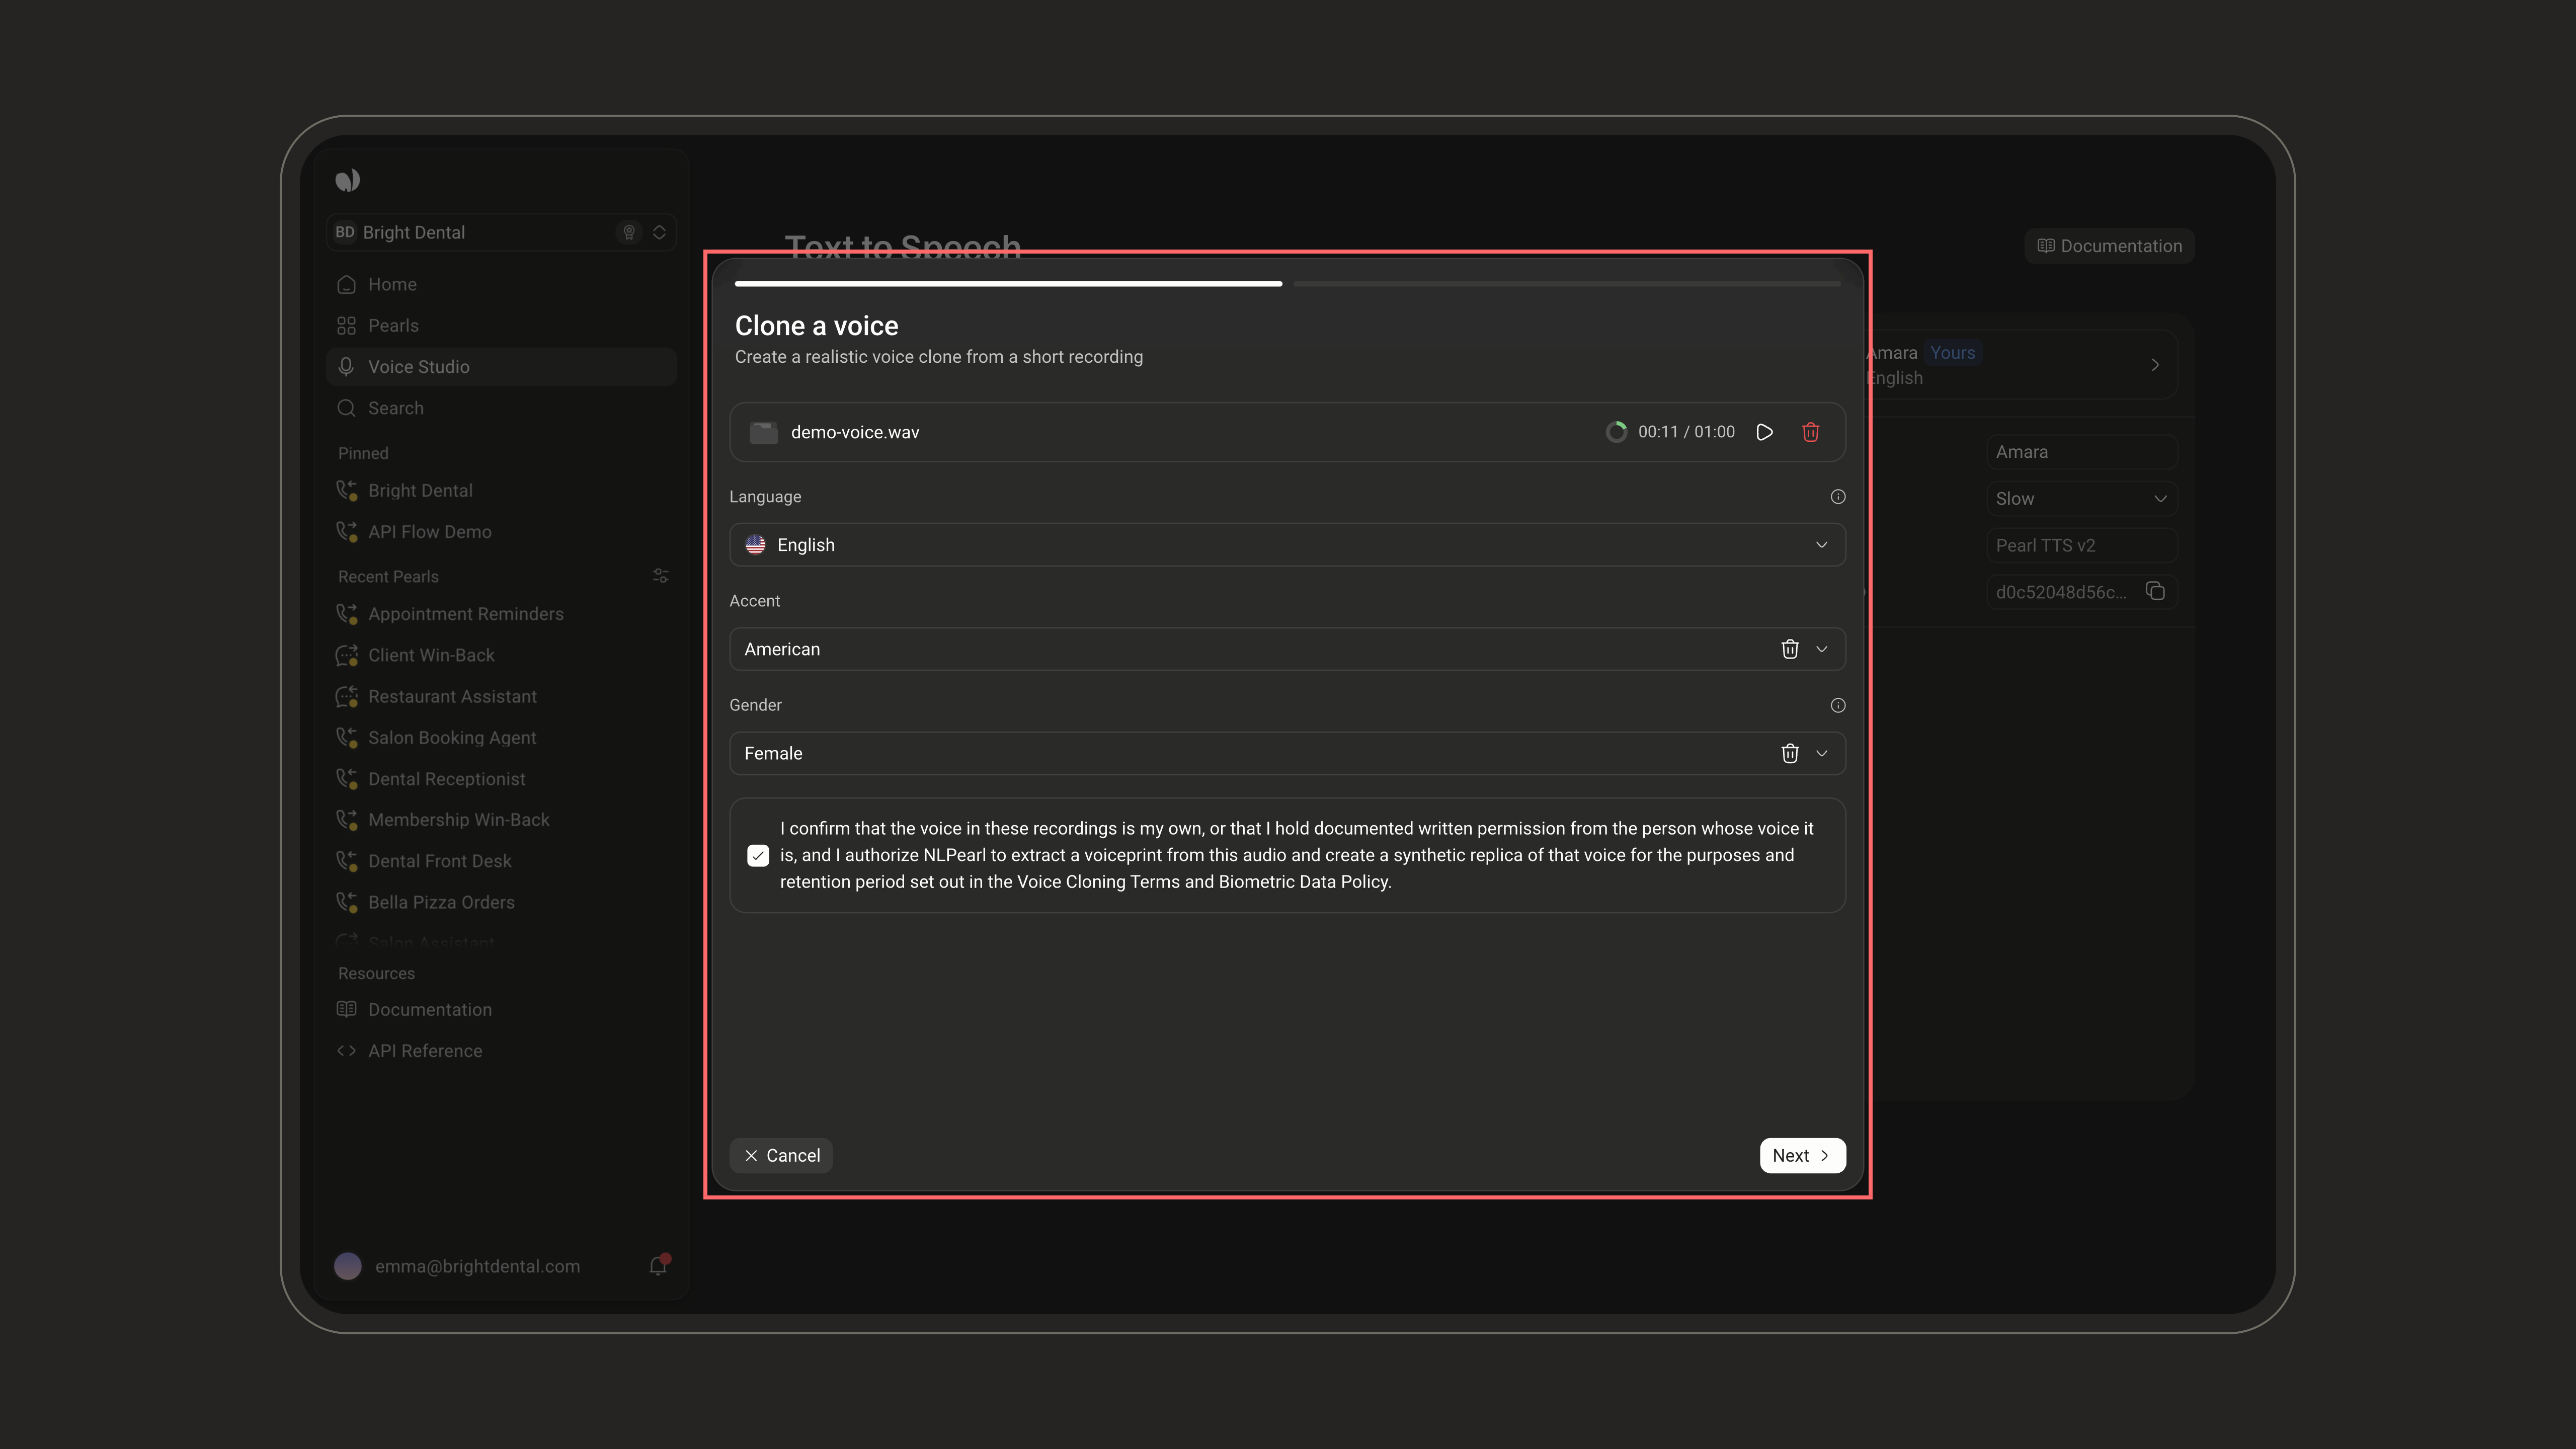 BD Bright Dental
Home
Pearls
Voice Studio
Search
Pinned
Bright Dental
API Flow Demo
Recent Pearls
Appointment Reminders
Client Win-Back
Restaurant Assistant
Salon Booking Agent
Dental Receptionist
Membership Win-Back
Dental Front Desk
Bella Pizza Orders
Salon Assistant
Resources
Documentation
API Reference
emma@brightdental.com
Text to Speech
Documentation
Clone a voice
Create a realistic voice clone from a short recording
demo-voice.wav
00:11 / 01:00
Language
English
Accent
American
Gender
Female
I confirm that the voice in these recordings is my own, or that I hold documented written permission from the person whose voice it
is, and I authorize NLPearl to extract a voiceprint from this audio and create a synthetic replica of that voice for the purposes and
retention period set out in the Voice Cloning Terms and Biometric Data Policy.
Cancel
Next
Amara Yours
English
Amara
Slow
Pearl TTS v2
d0c52048d56c...